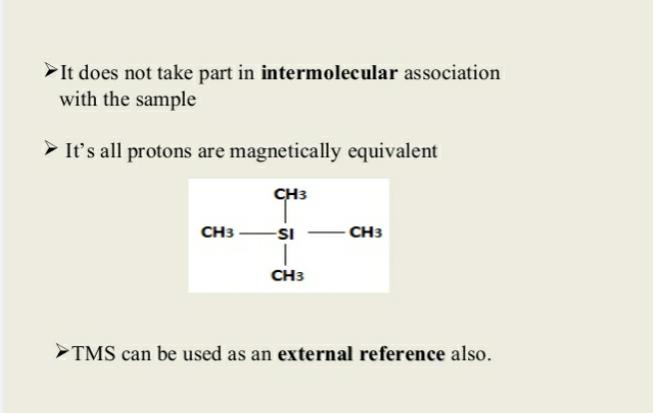 ➢It does not take part in intermolecular association
with the sample
➢ It's all protons are magnetically equivalent
CH3
CH3 SI CH3
CH3
➢TMS can be used as an external reference also.